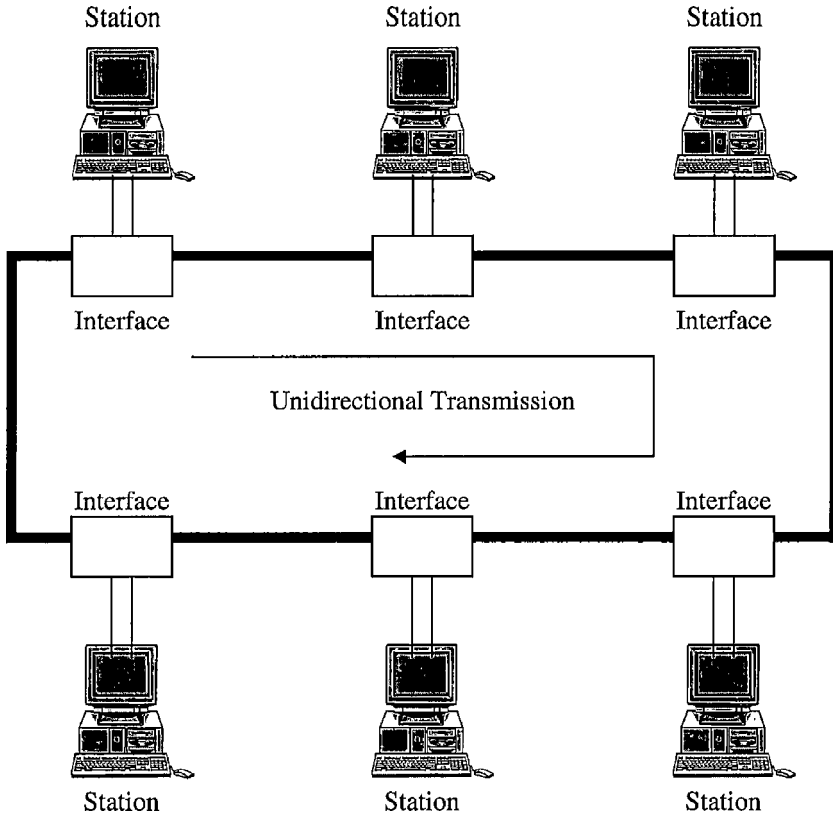 Station Station Station
Interface Interface Interface
Unidirectional Transmission
Interface Interface Interface
Station Station Station